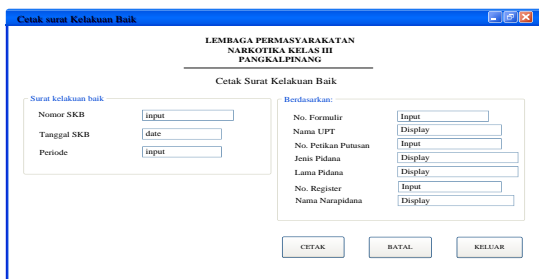 Cetak surat Kelakuan Baik
LEMBAGA PERMASYARAKATAN
NARKOTIKA KELAS III
PANGKALPINANG
Cetak Surat Kelakuan Baik
Surat kelakuan baik
Nomor SKB input
Tanggal SKB date
Periode input
Berdasarkan:
No. Formulir Input
Nama UPT Display
No. Petikan Putusan Input
Jenis Pidana Display
Lama Pidana Display
No. Register Input
Nama Narapidana Display
CETAK BATAL KELUAR